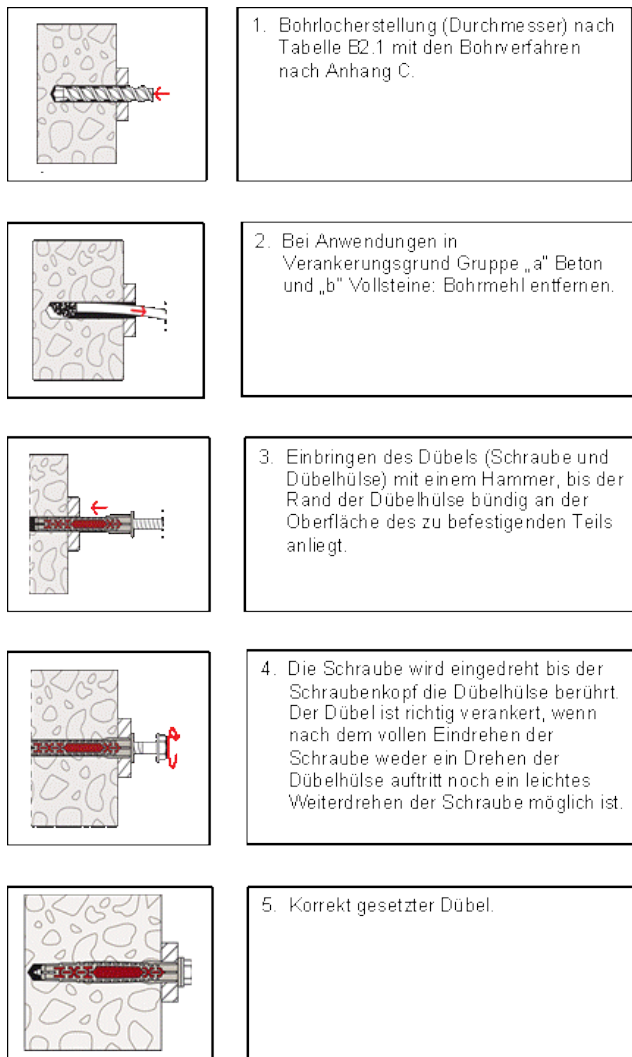 1. Bohrlocherstellung (Durchmesser) nach
Tabelle B2.1 mit den Bohrverfahren
nach Anhang C.
2. Bei Anwendungen in
Verankerungsgrund Gruppe „a" Beton
und „b" Vollsteine: Bohrmehl entfernen.
3. Einbringen des Dübels (Schraube und
Dübelhülse) mit einem Hammer, bis der
Rand der Dübelhülse bündig an der
Oberfläche des zu befestigenden Teils
anliegt.
4. Die Schraube wird eingedreht bis der
Schraubenkopf die Dübelhülse berührt.
Der Dübel ist richtig verankert, wenn
nach dem vollen Eindrehen der
Schraube weder ein Drehen der
Dübelhülse auftritt noch ein leichtes
Weiterdrehen der Schraube möglich ist.
5. Korrekt gesetzter Dübel.